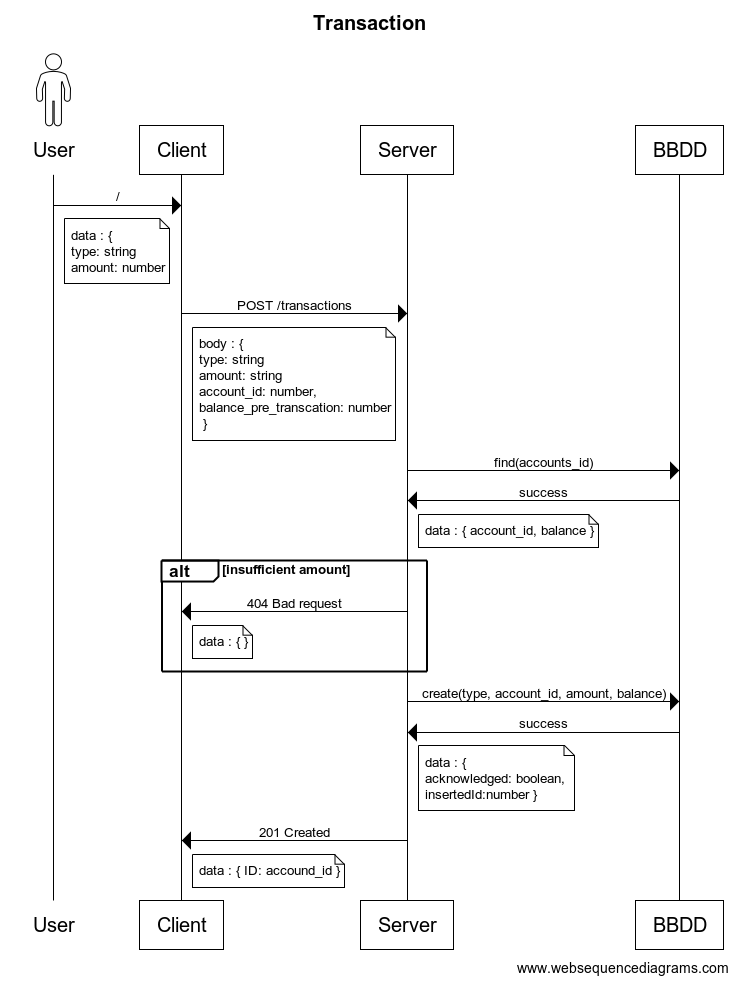 Transaction
User
Client
Server
BBDD
/
data : {
type: string
amount: number
POST /transactions
body : {
type: string
amount: string
account_id: number,
balance_pre_transcation: number
}
find(accounts_id)
success
data : { account_id, balance }
alt [insufficient amount]
404 Bad request
data : { }
create(type, account_id, amount, balance)
success
data : {
acknowledged: boolean,
insertedId:number }
201 Created
data : { ID: accound_id }
User
Client
Server
BBDD
www.websequencediagrams.com